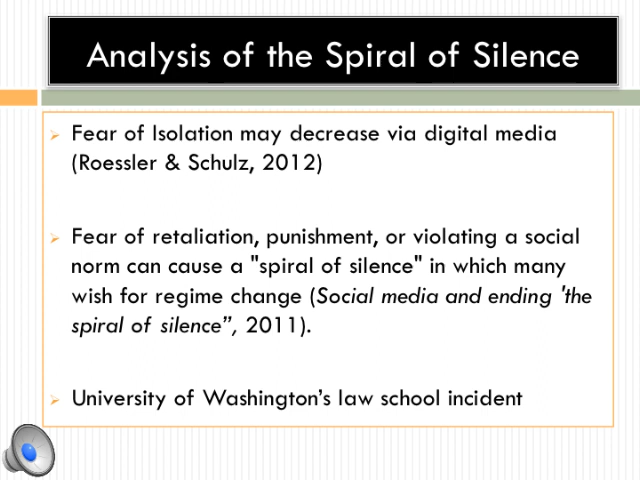 Analysis of the Spiral of Silence
Fear of Isolation may decrease via digital media
(Roessler & Schulz, 2012)
Fear of retaliation, punishment, or violating a social
norm can cause a "spiral of silence" in which many
wish for regime change (Social media and ending 'the
spiral of silence”, 2011).
University of Washington’s law school incident